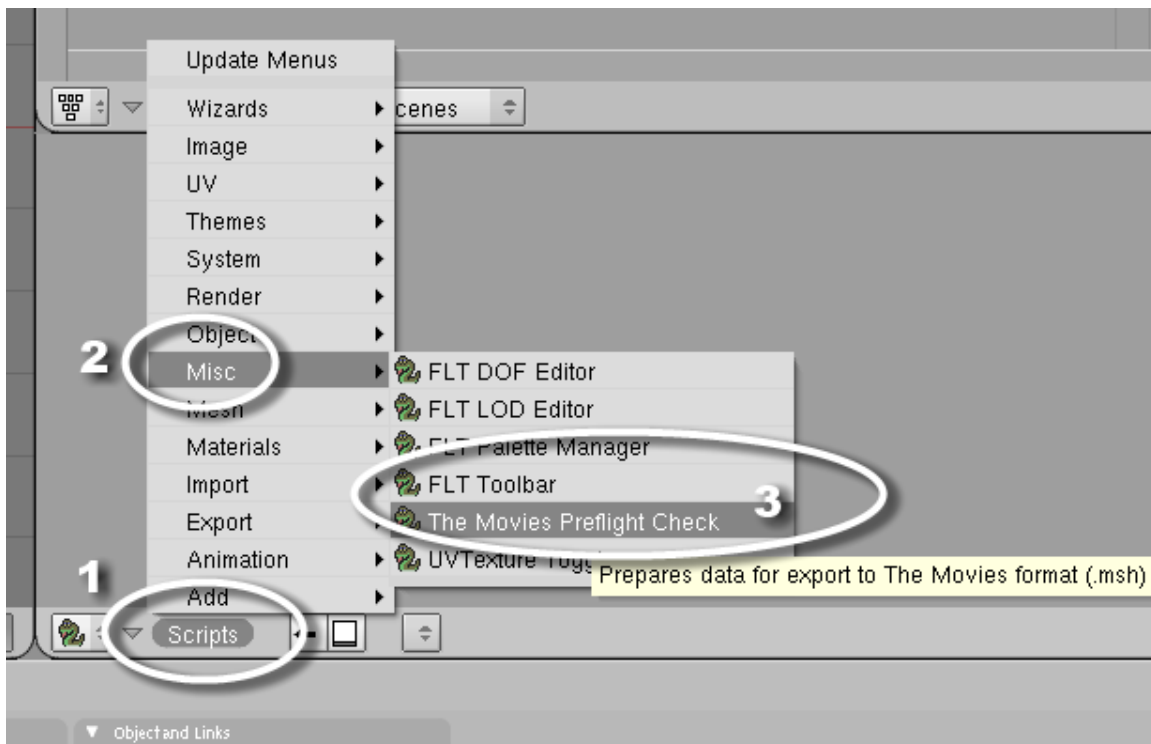 Update Menus
Wizards
cenes
Image
UV
Themes
System
Render
Object
2
Misc
FLT DOF Editor
Mesh
FLT LOD Editor
Materials
FLT Palette Manager
Import
FLT Toolbar
3
Export
The Movies Preflight Check
Animation
UVTexture Togg
Prepares data for export to The Movies format (.msh)
1
Add
Scripts
Object and Links